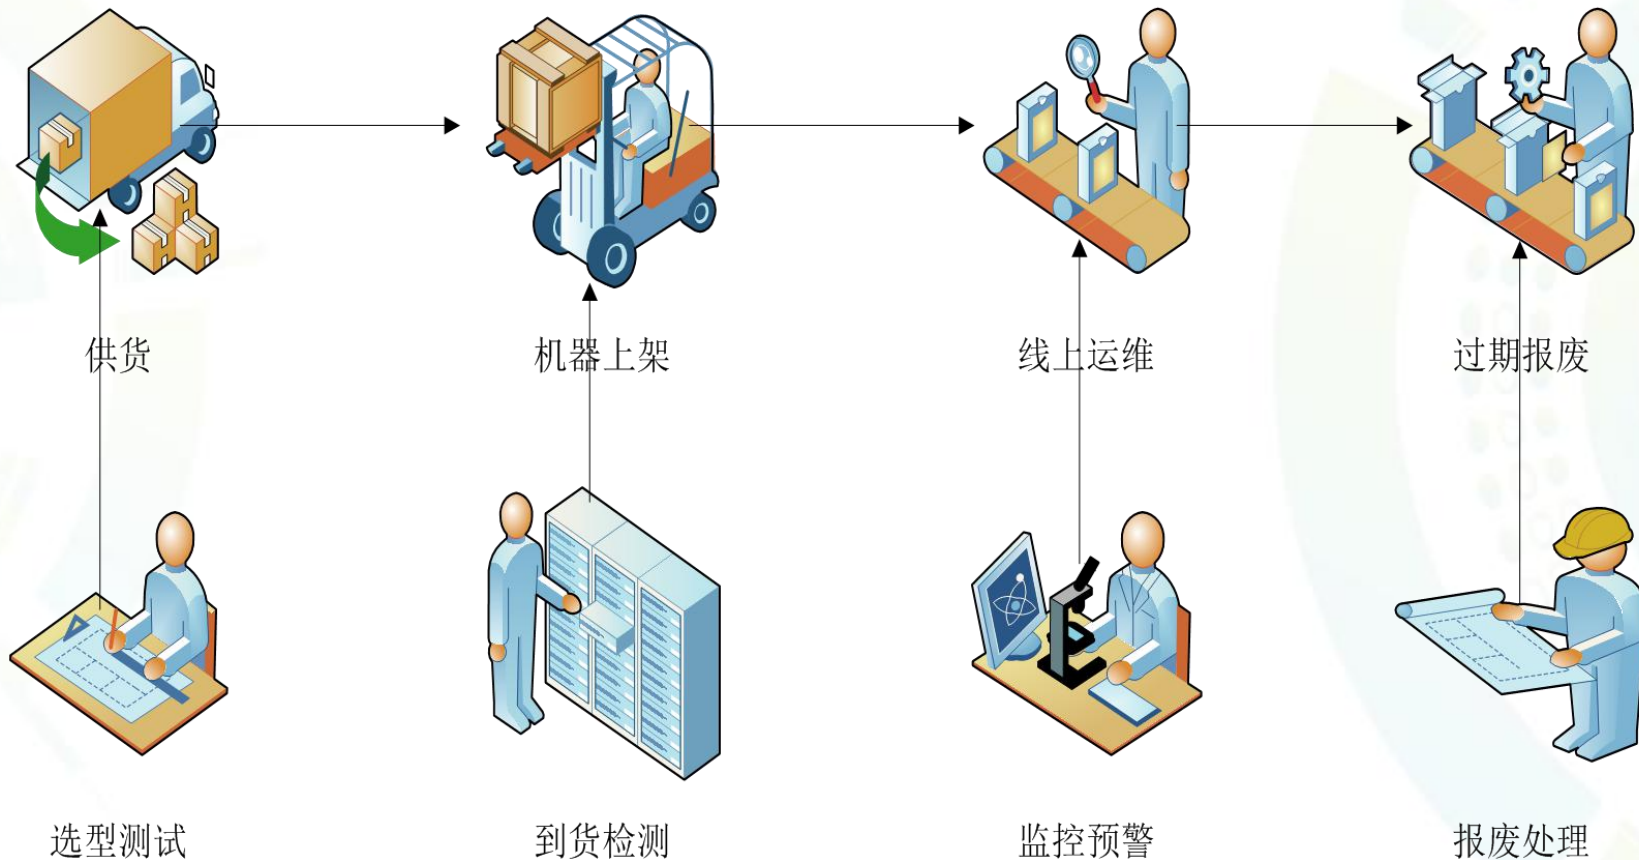 供货
机器上架
线上运维
过期报废
选型测试
到货检测
监控预警
报废处理